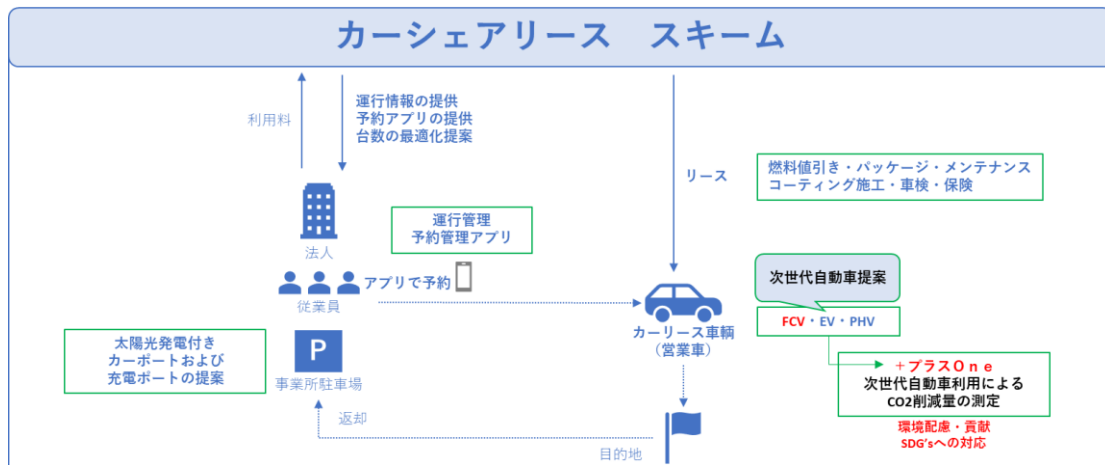 カーシェアリース　スキーム
利用料
運行情報の提供
予約アプリの提供
台数の最適化提案
リース
燃料値引き・パッケージ・メンテナンス
コーティング施工・車検・保険
運行管理
予約管理アプリ
法人
アプリで予約
従業員
次世代自動車提案
FCV・EV・PHV
カーリース車輌
（営業車）
太陽光発電付き
カーポートおよび
充電ポートの提案
P
事業所駐車場
＋プラスＯｎｅ
次世代自動車利用による
CO2削減量の測定
環境配慮・貢献
SDG'sへの対応
返却
目的地